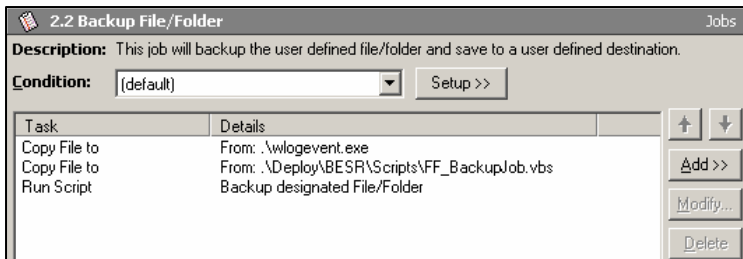 2.2 Backup File/Folder Jobs
Description: This job will backup the user defined file/folder and save to a user defined destination.
Condition: (default) Setup >>
Task Details
Copy File to From: .\wlogevent.exe
Copy File to From: .\Deploy\BESR\Scripts\FF_BackupJob.vbs
Run Script Backup designated File/Folder
Add >>
Modify...
Delete